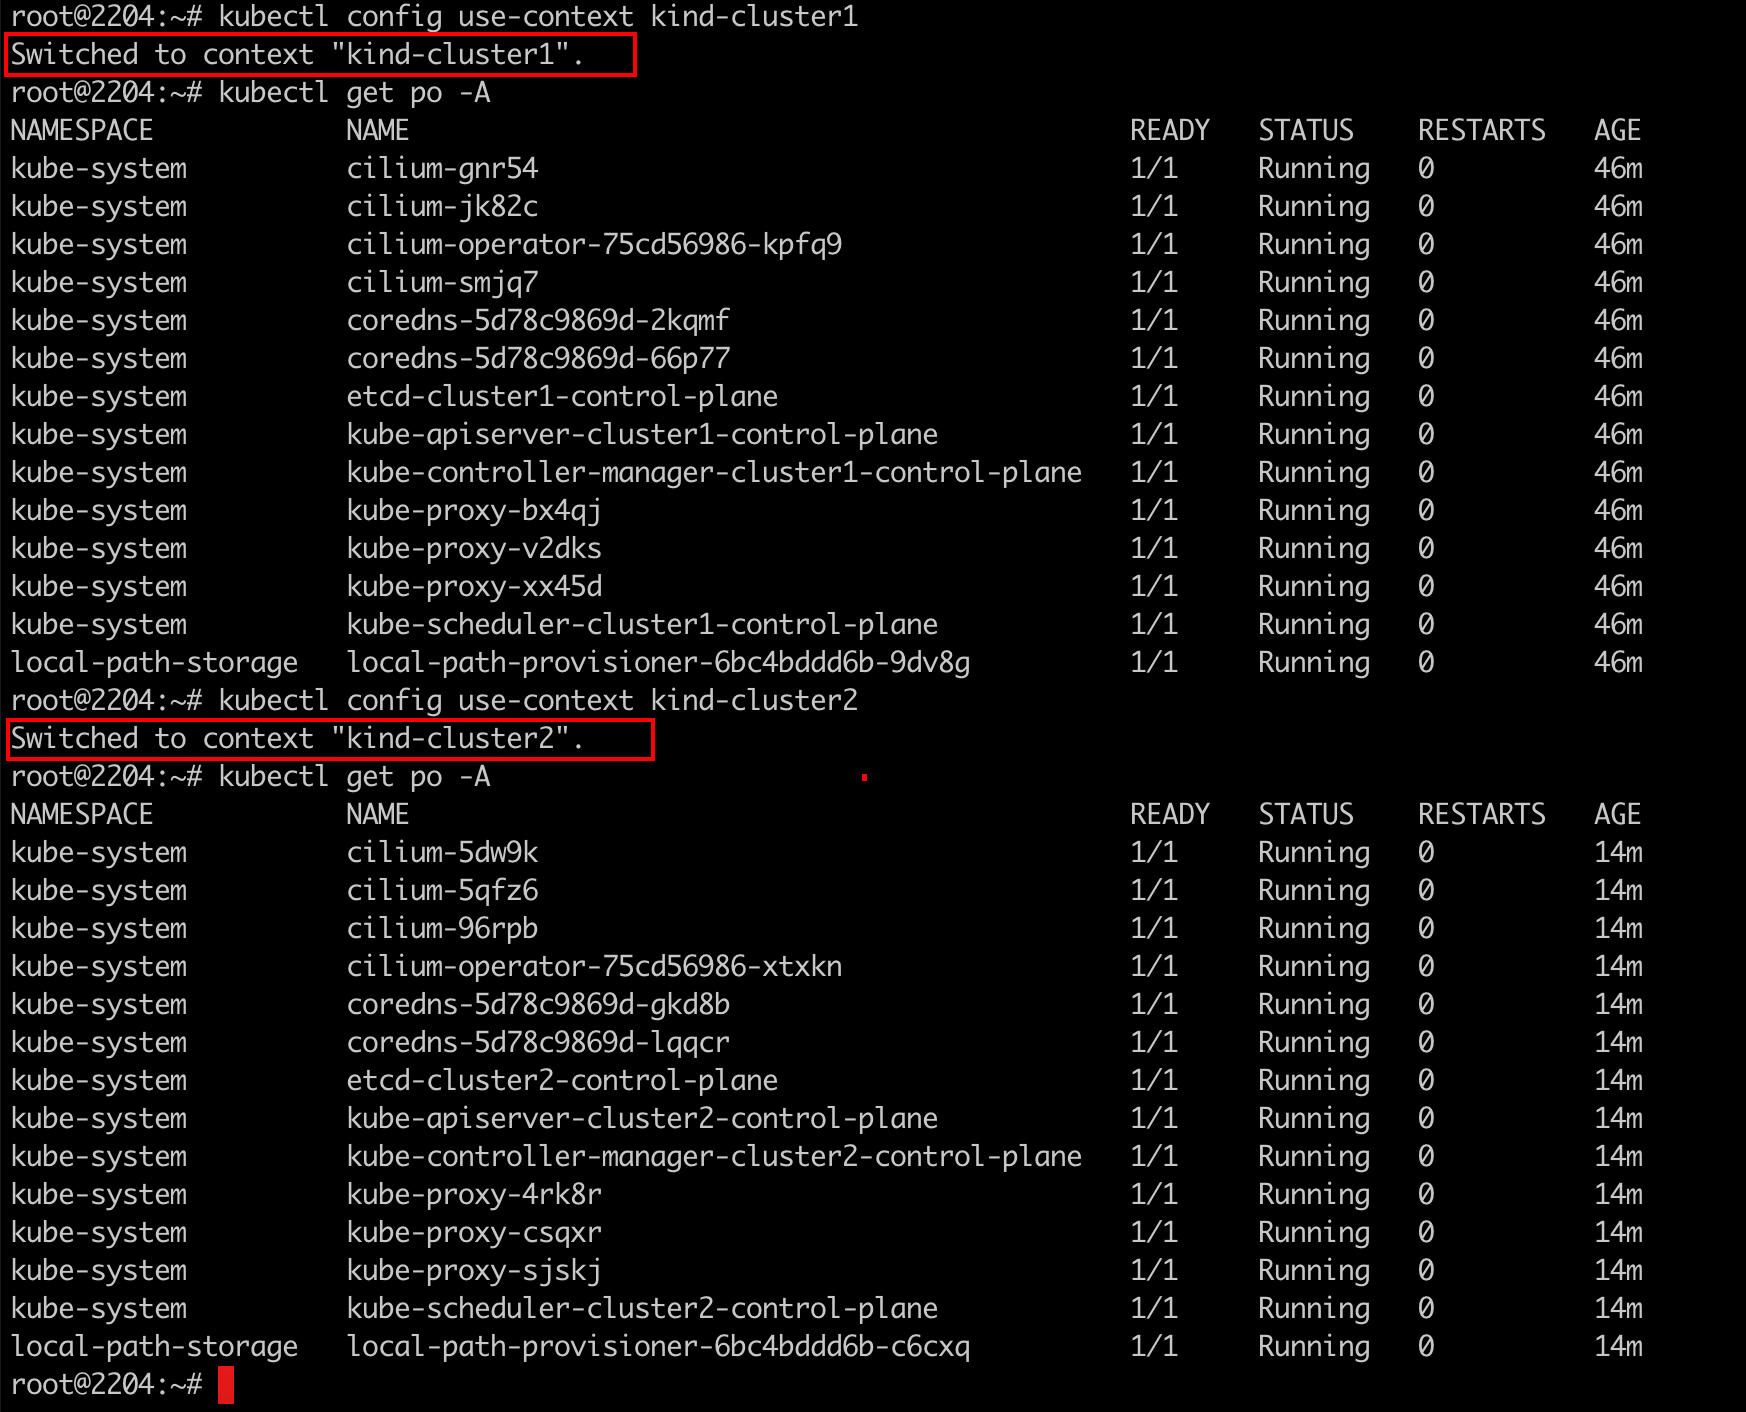 root@2204:~# kubectl config use-context kind-cluster1
Switched to context "kind-cluster1".
root@2204:~# kubectl get po -A
NAMESPACE            NAME                                             READY   STATUS    RESTARTS   AGE
kube-system          cilium-gnr54                                     1/1     Running   0          46m
kube-system          cilium-jk82c                                     1/1     Running   0          46m
kube-system          cilium-operator-75cd56986-kpfq9                  1/1     Running   0          46m
kube-system          cilium-smjq7                                     1/1     Running   0          46m
kube-system          coredns-5d78c9869d-2kqmf                         1/1     Running   0          46m
kube-system          coredns-5d78c9869d-66p77                         1/1     Running   0          46m
kube-system          etcd-cluster1-control-plane                      1/1     Running   0          46m
kube-system          kube-apiserver-cluster1-control-plane            1/1     Running   0          46m
kube-system          kube-controller-manager-cluster1-control-plane   1/1     Running   0          46m
kube-system          kube-proxy-bx4qj                                 1/1     Running   0          46m
kube-system          kube-proxy-v2dks                                 1/1     Running   0          46m
kube-system          kube-proxy-xx45d                                 1/1     Running   0          46m
kube-system          kube-scheduler-cluster1-control-plane            1/1     Running   0          46m
local-path-storage   local-path-provisioner-6bc4bddd6b-9dv8g          1/1     Running   0          46m
root@2204:~# kubectl config use-context kind-cluster2
Switched to context "kind-cluster2".
root@2204:~# kubectl get po -A
NAMESPACE            NAME                                             READY   STATUS    RESTARTS   AGE
kube-system          cilium-5dw9k                                     1/1     Running   0          14m
kube-system          cilium-5qfz6                                     1/1     Running   0          14m
kube-system          cilium-96rpb                                     1/1     Running   0          14m
kube-system          cilium-operator-75cd56986-xtxkn                  1/1     Running   0          14m
kube-system          coredns-5d78c9869d-gkd8b                         1/1     Running   0          14m
kube-system          coredns-5d78c9869d-lqqcr                         1/1     Running   0          14m
kube-system          etcd-cluster2-control-plane                      1/1     Running   0          14m
kube-system          kube-apiserver-cluster2-control-plane            1/1     Running   0          14m
kube-system          kube-controller-manager-cluster2-control-plane   1/1     Running   0          14m
kube-system          kube-proxy-4rk8r                                 1/1     Running   0          14m
kube-system          kube-proxy-csqxr                                 1/1     Running   0          14m
kube-system          kube-proxy-sjskj                                 1/1     Running   0          14m
kube-system          kube-scheduler-cluster2-control-plane            1/1     Running   0          14m
local-path-storage   local-path-provisioner-6bc4bddd6b-c6cxq          1/1     Running   0          14m
root@2204:~#